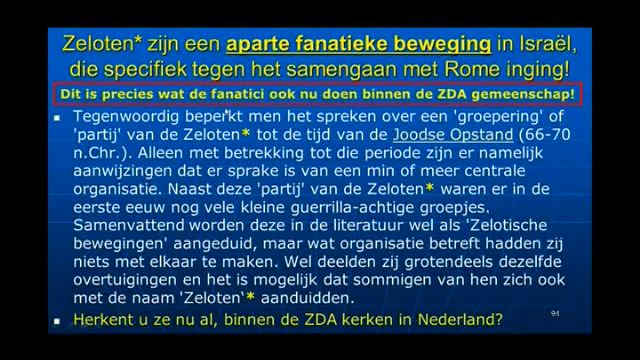 Zeloten* zijn een aparte fanatieke beweging in Israël,
die specifiek tegen het samengaan met Rome inging!
Dit is precies wat de fanatici ook nu doen binnen de ZDA gemeenschap!
▪ Tegenwoordig beperkt men het spreken over een 'groepering' of
'partij' van de Zeloten* tot de tijd van de Joodse Opstand (66-70
n.Chr.). Alleen met betrekking tot die periode zijn er namelijk
aanwijzingen dat er sprake is van een min of meer centrale
organisatie. Naast deze 'partij' van de Zeloten* waren er in de
eerste eeuw nog vele kleine guerrilla-achtige groepjes.
Samenvattend worden deze in de literatuur wel als 'Zelotische
bewegingen' aangeduid, maar wat organisatie betreft hadden zij
niets met elkaar te maken. Wel deelden zij grotendeels dezelfde
overtuigingen en het is mogelijk dat sommigen van hen zich ook
met de naam 'Zeloten'* aanduidden.
▪ Herkent u ze nu al, binnen de ZDA kerken in Nederland?
94